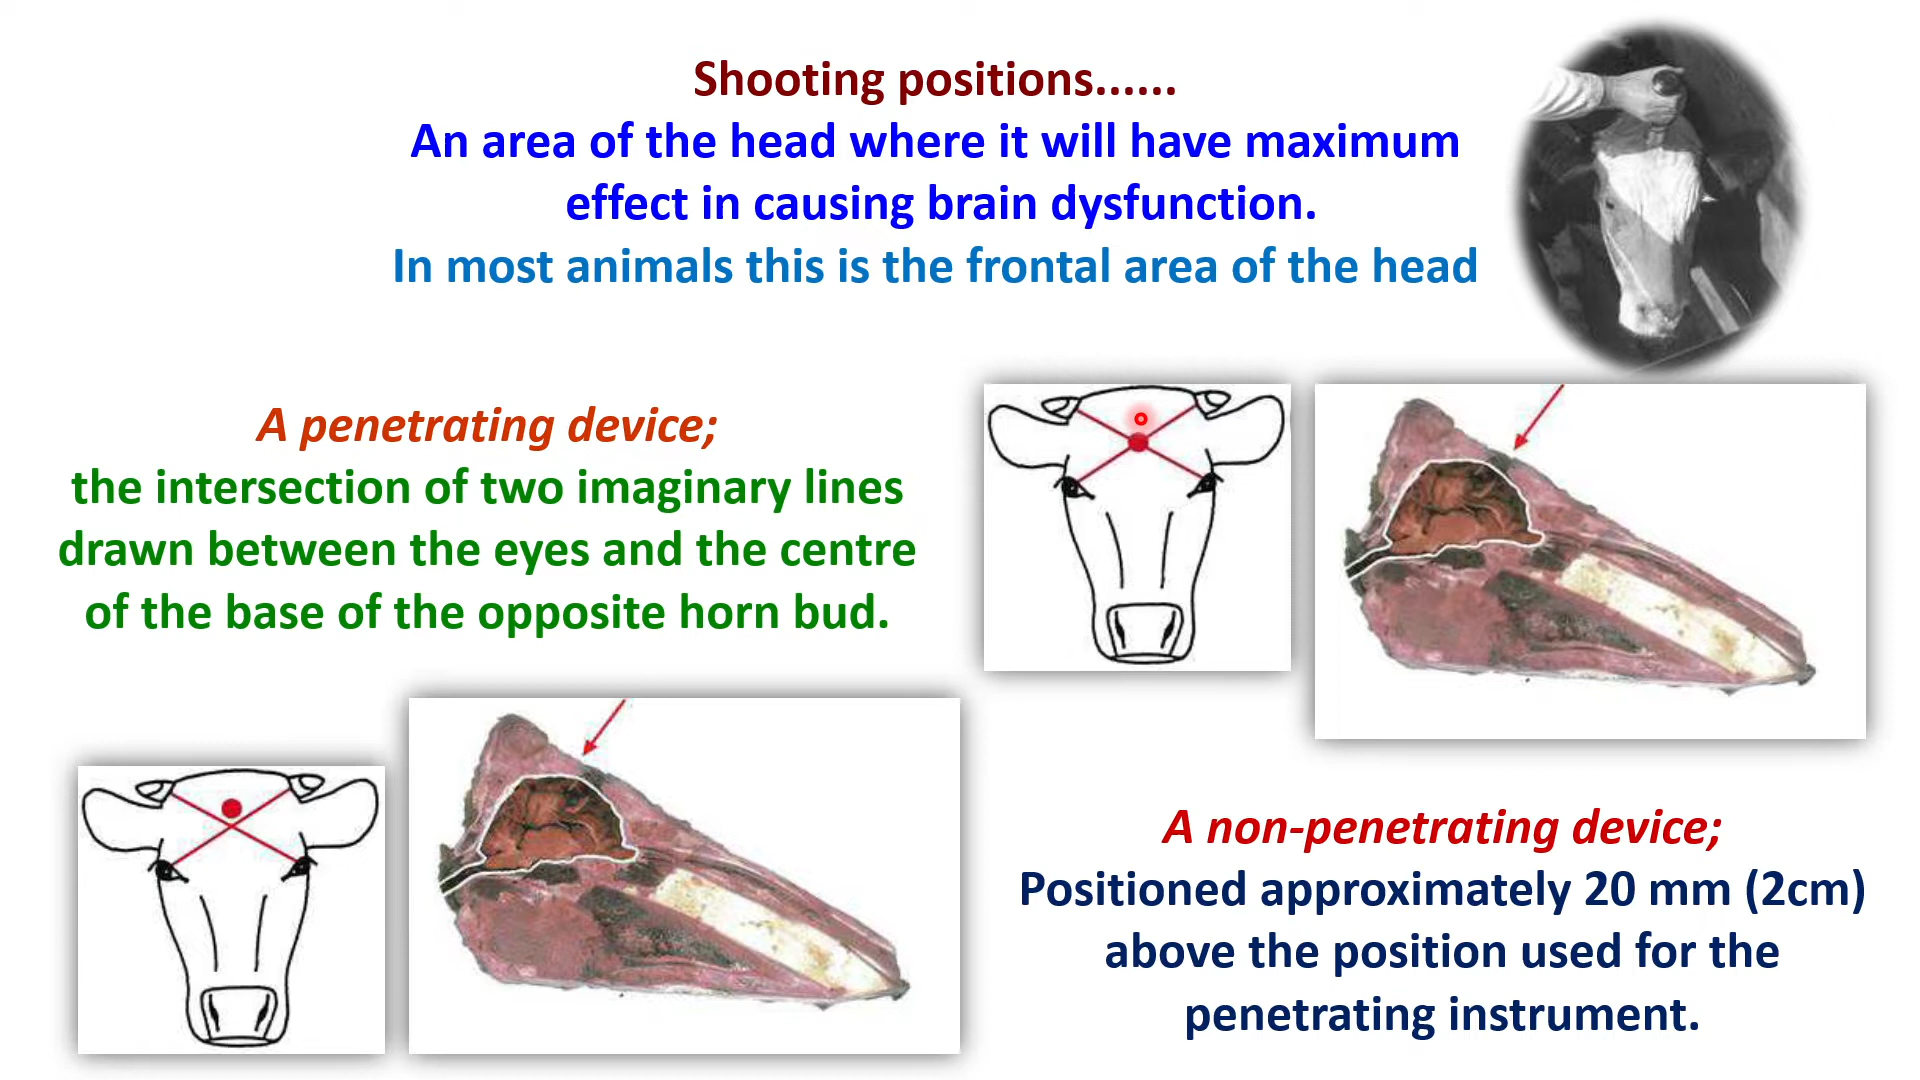 Shooting positions......
An area of the head where it will have maximum
effect in causing brain dysfunction.
In most animals this is the frontal area of the head
A penetrating device;
the intersection of two imaginary lines
drawn between the eyes and the centre
of the base of the opposite horn bud.
A non-penetrating device;
Positioned approximately 20 mm (2cm)
above the position used for the
penetrating instrument.